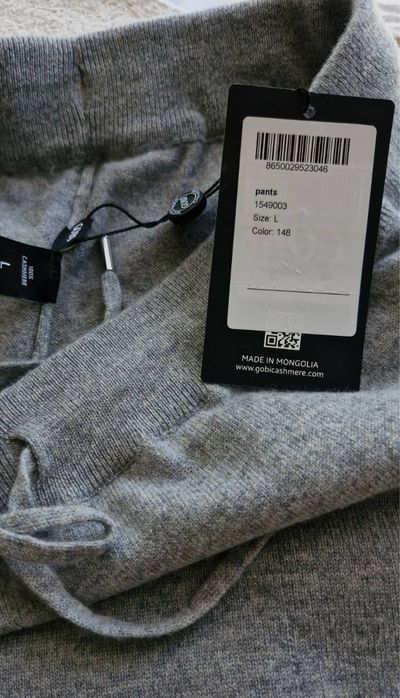 8650029523046
pants
1549003
Size: L
Color: 148
MADE IN MONGOLIA
www.gobicashmere.com
100%
CASHMERE
L